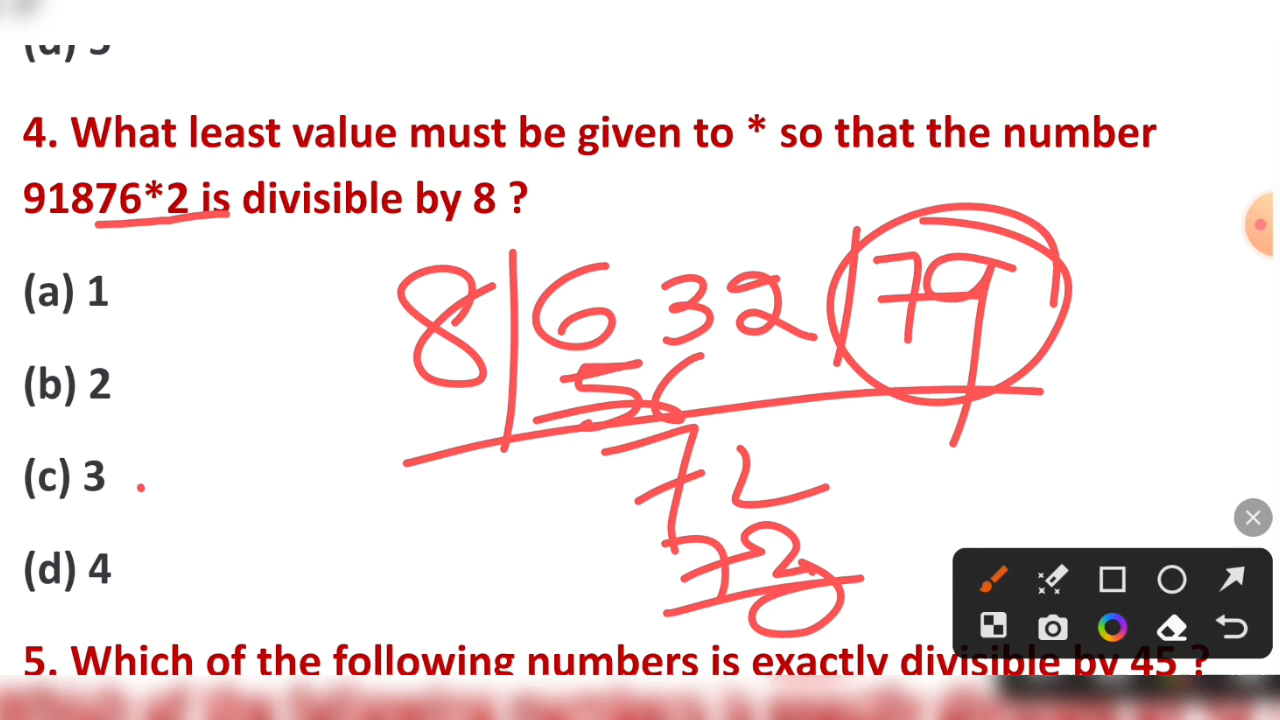 (d) 5
4. What least value must be given to * so that the number
91876*2 is divisible by 8 ?
(a) 1
8 632 79
(b) 2
56
72
(c) 3 .
72
(d) 4
0
5. Which of the following numbers is exactly divisible by 45 ?